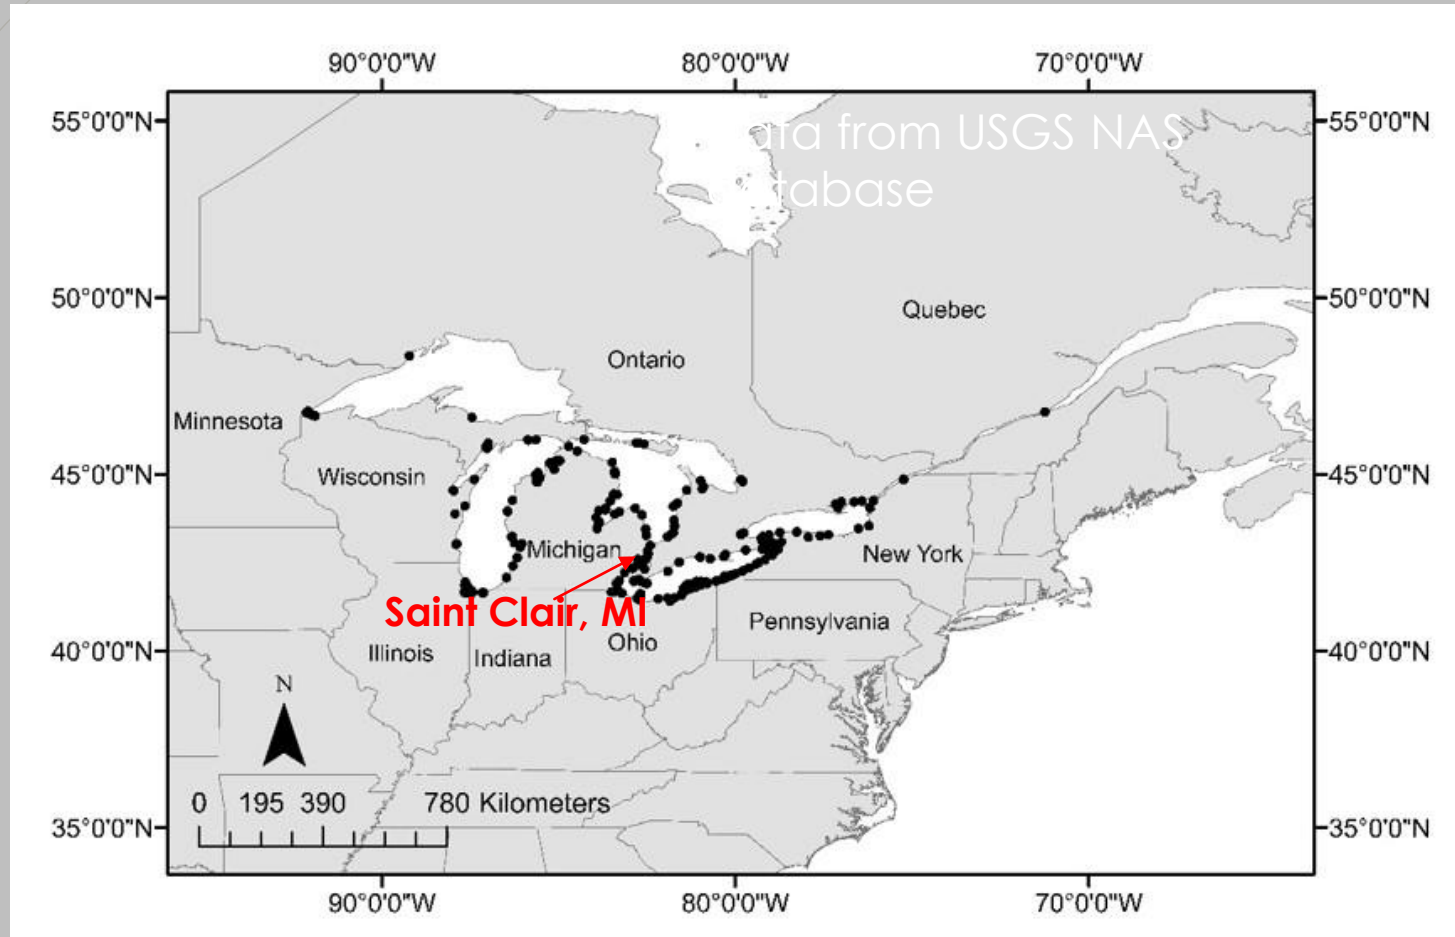 90°0'0"W 80°0'0"W 70°0'0"W
55°0'0"N 55°0'0"N
from USGS NAS
50°0'0"N 50°0'0"N
Quebec
Ontario
Minnesota
45°0'0"N 45°0'0"N
Wisconsin
Michigan
New York
Saint Clair, MI
Pennsylvania
Ohio
40°0'0"N 40°0'0"N
Illinois
Indiana
N
0 195 390 780 Kilometers
35°0'0"N 35°0'0"N
90°0'0"W 80°0'0"W 70°0'0"W